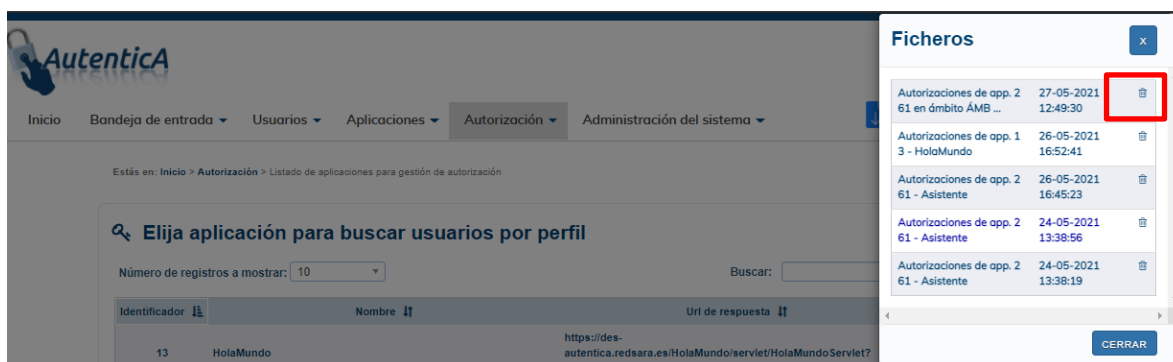 AutenticA
Inicio Bandeja de entrada Usuarios Aplicaciones Autorización Administración del sistema
Estás en: Inicio > Autorización > Listado de aplicaciones para gestión de autorización
Elija aplicación para buscar usuarios por perfil
Número de registros a mostrar: 10 Buscar:
Identificador Nombre Url de respuesta
13 HolaMundo https://des-
autentica.redsara.es/HolaMundo/servlet/HolaMundoServlet?
Ficheros x
Autorizaciones de app. 2 27-05-2021
61 en ámbito ÁMB ... 12:49:30
Autorizaciones de app. 1 26-05-2021
3 - HolaMundo 16:52:41
Autorizaciones de app. 2 26-05-2021
61 - Asistente 16:45:23
Autorizaciones de app. 2 24-05-2021
61 - Asistente 13:38:56
Autorizaciones de app. 2 24-05-2021
61 - Asistente 13:38:19
CERRAR